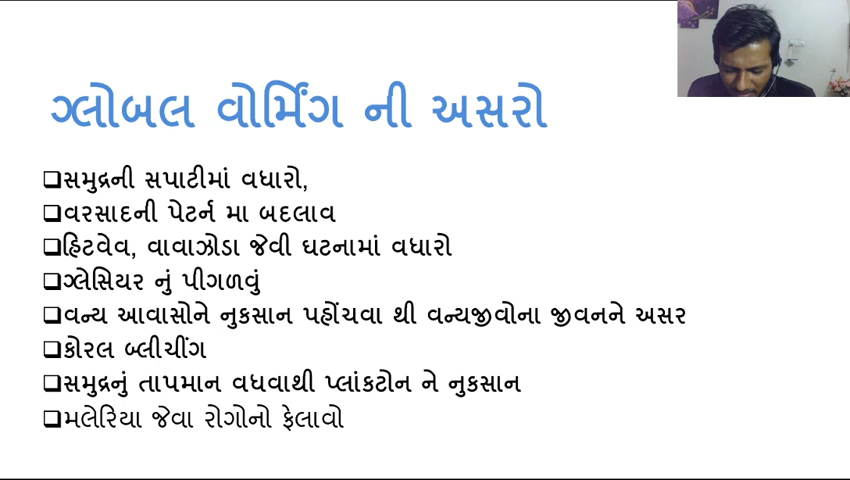 ગ્લોબલ વોર્મિંગ ની અસરો
❑સમુદ્રની સપાટીમાં વધારો,
❑વરસાદની પેટર્ન મા બદલાવ
❑હિટવેવ, વાવાઝોડા જેવી ઘટનામાં વધારો
❑ગ્લેસિયર નું પીગળવું
❑વન્ય આવાસોને નુકસાન પહોંચવા થી વન્યજીવોના જીવનને અસર
❑કોરલ બ્લીચીંગ
❑સમુદ્રનું તાપમાન વધવાથી પ્લાંકટોન ને નુકસાન
❑મલેરિયા જેવા રોગોનો ફેલાવો